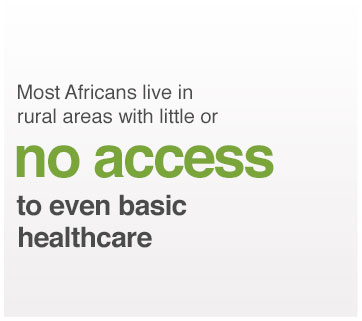 Most Africans live in
rural areas with little or
no access
to even basic
healthcare